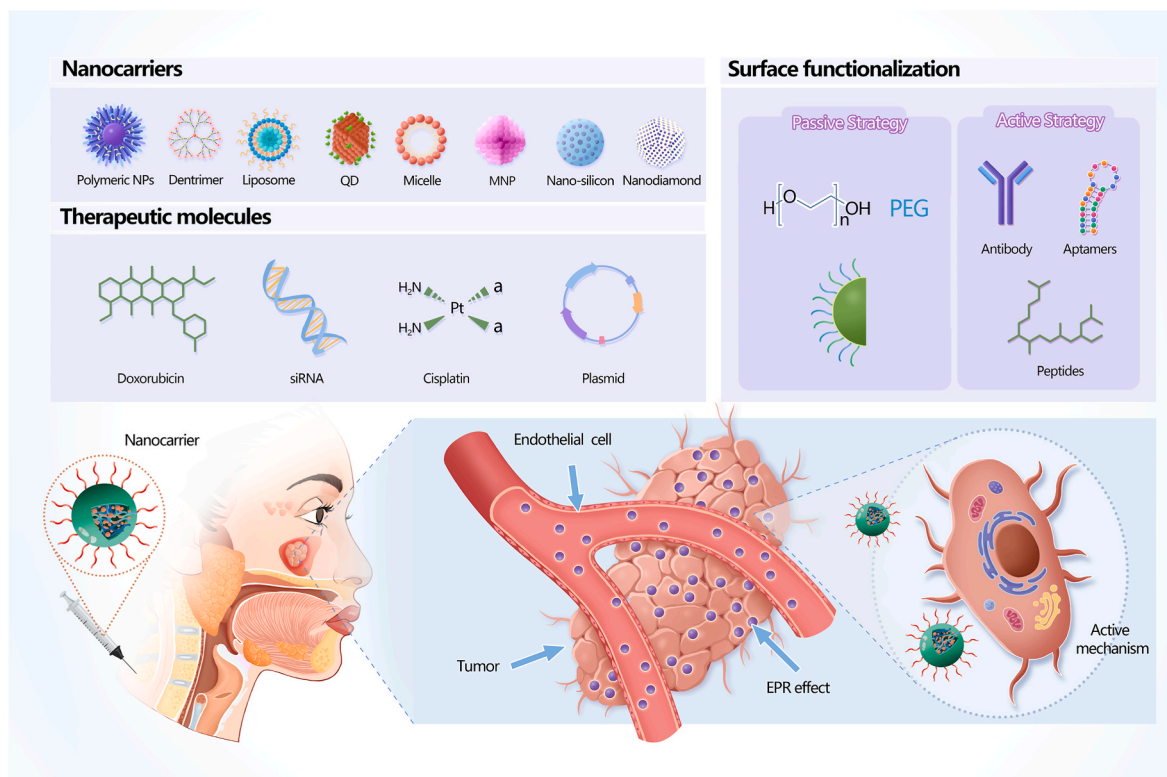 Nanocarriers
Polymeric NPs
Dentrimer
Liposome
QD
Micelle
MNP
Nano-silicon
Nanodiamond
Therapeutic molecules
Doxorubicin
siRNA
H₂N
H₂N
Pt
a
a
Cisplatin
Plasmid
Surface functionalization
Passive Strategy
H
O
n
OH
PEG
Active Strategy
Antibody
Aptamers
Peptides
Nanocarrier
Endothelial cell
Tumor
EPR effect
Active
mechanism